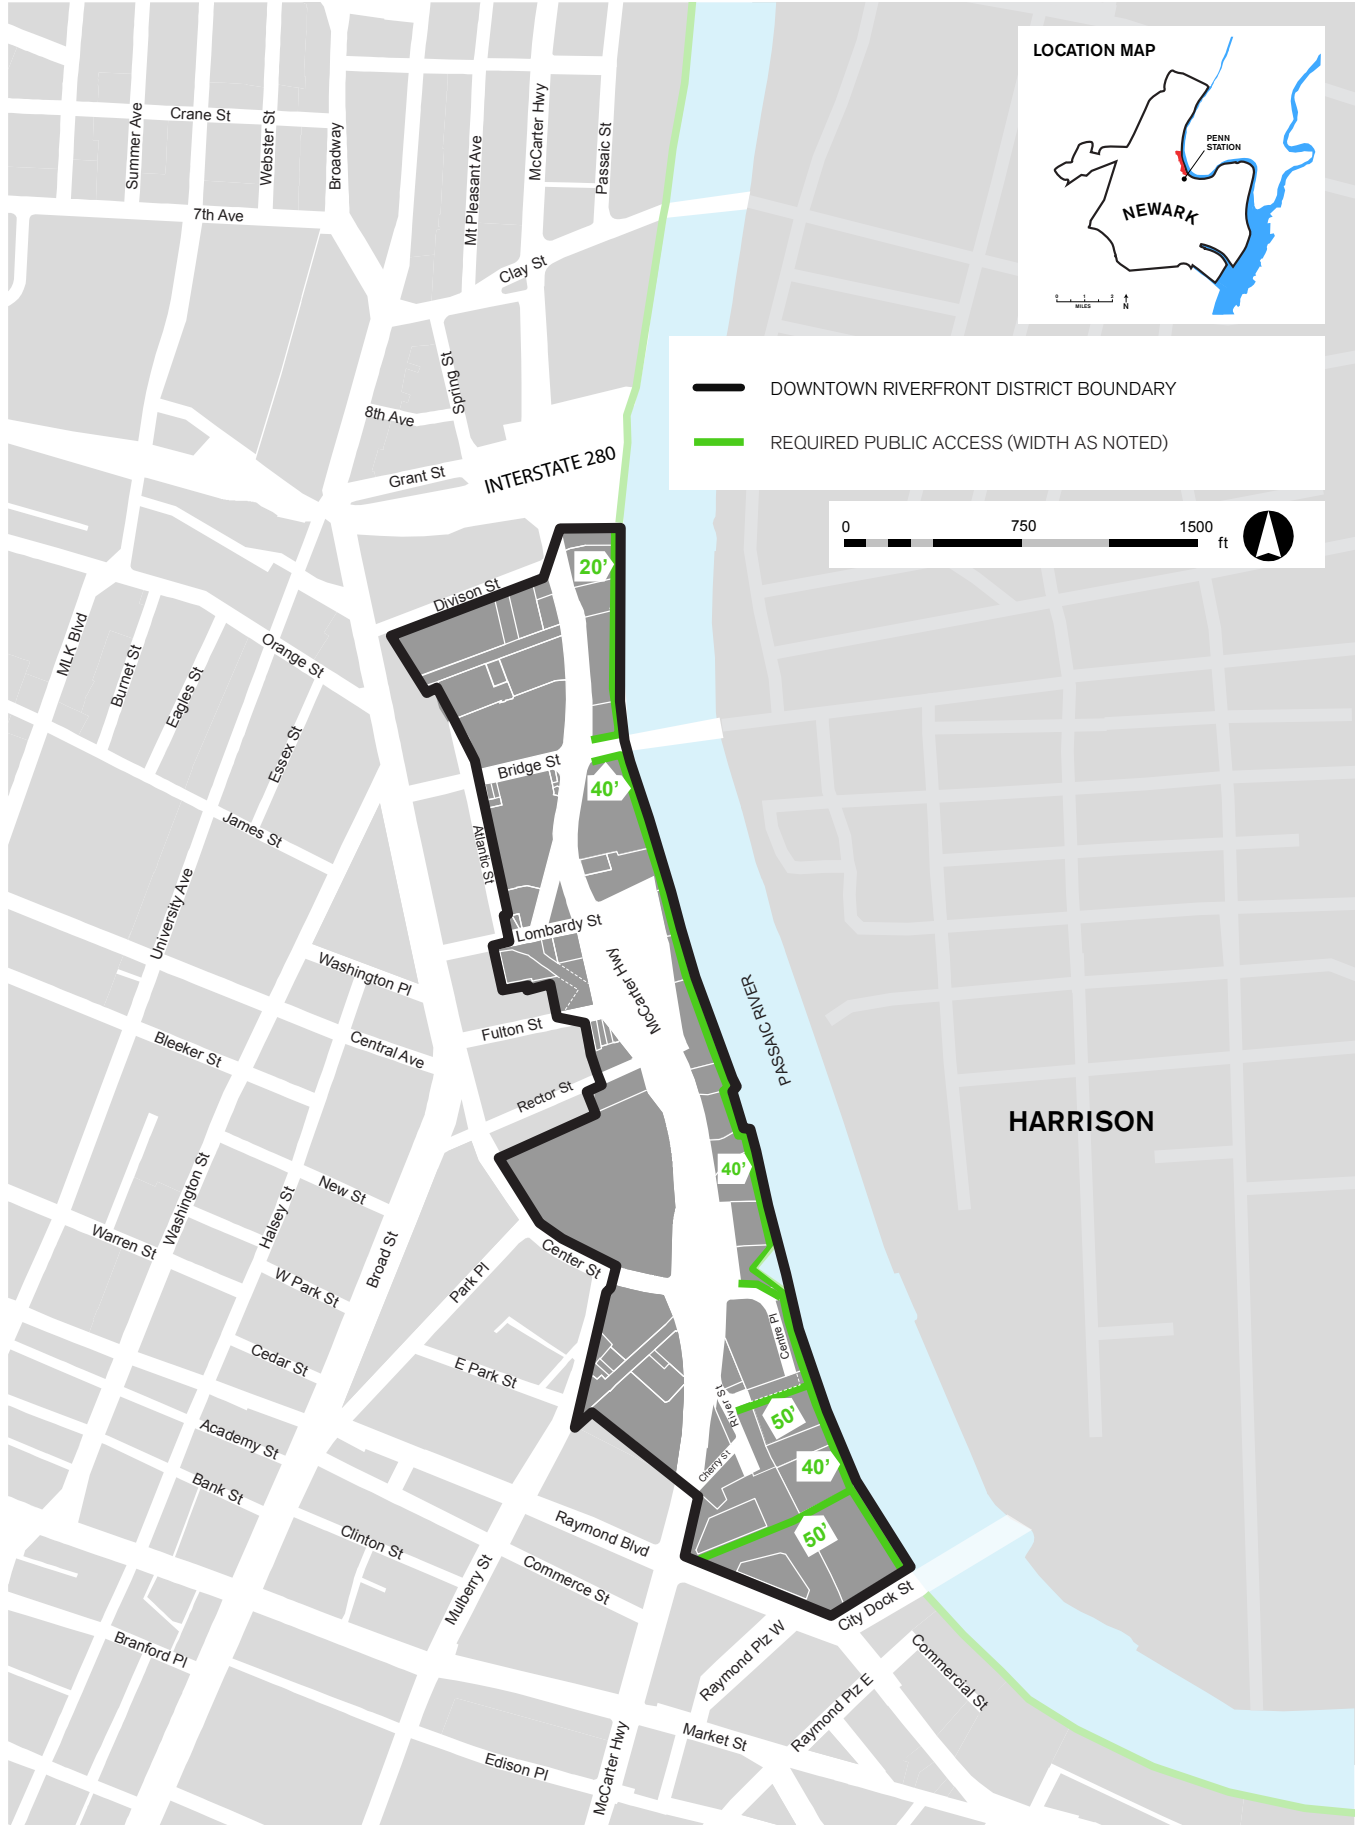 LOCATION MAP
PENN
STATION
NEWARK
0 1 2
MILES
N
DOWNTOWN RIVERFRONT DISTRICT BOUNDARY
REQUIRED PUBLIC ACCESS (WIDTH AS NOTED)
0 750 1500
ft
Crane St
Summer Ave
Webster St
Broadway
Mt Pleasant Ave
McCarter Hwy
Passaic St
7th Ave
Clay St
Spring St
8th Ave
Grant St
INTERSTATE 280
20'
Divison St
MLK Blvd
Burnet St
Eagles St
Orange St
Essex St
Bridge St
40'
James St
Atlantic St
University Ave
Lombardy St
Washington Pl
McCarter Hwy
PASSAIC RIVER
Fulton St
Bleeker St
Central Ave
Rector St
HARRISON
40'
Washington St
New St
Halsey St
Warren St
Broad St
Center St
W Park St
Park Pl
Centre Pl
Cedar St
E Park St
River St
50'
Academy St
Cherry St
40'
Bank St
50'
Clinton St
Raymond Blvd
Mulberry St
Commerce St
City Dock St
Branford Pl
Raymond Plz W
Commercial St
Raymond Plz E
Market St
Edison Pl
McCarter Hwy